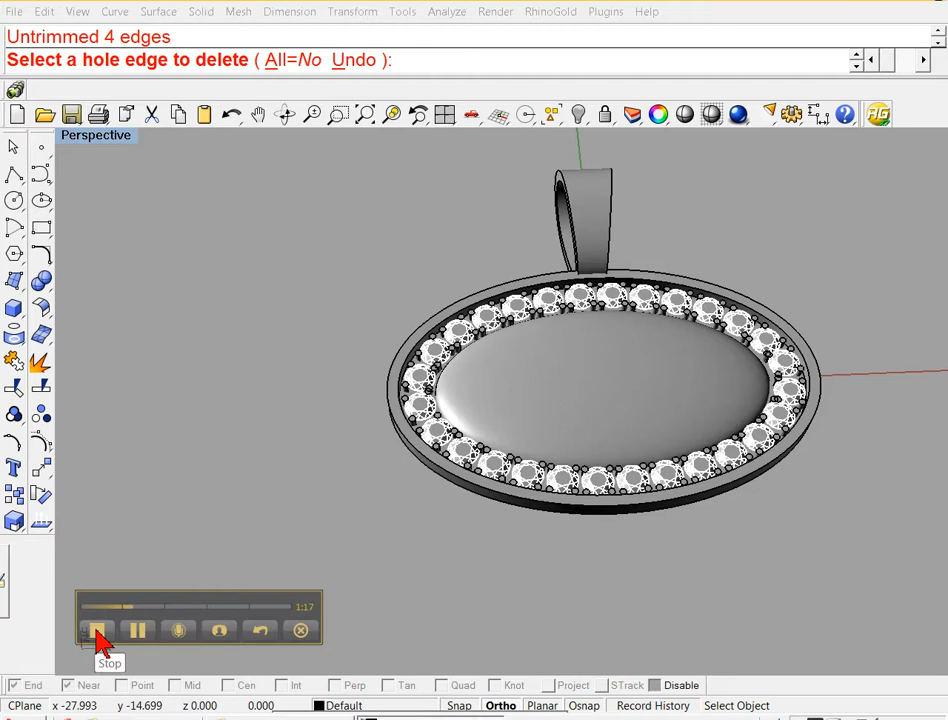 File Edit View Curve Surface Solid Mesh Dimension Transform Tools Analyze Render RhinoGold Plugins Help
Untrimmed 4 edges
Select a hole edge to delete ( All=No Undo ):
RG
Perspective
T
1:17
Stop
End Near Point Mid Cen Int Perp Tan Quad Knot Project STrack Disable
CPlane x -27.993 y -14.699 z 0.000 0.000 Default Snap Ortho Planar Osnap Record History Select Object